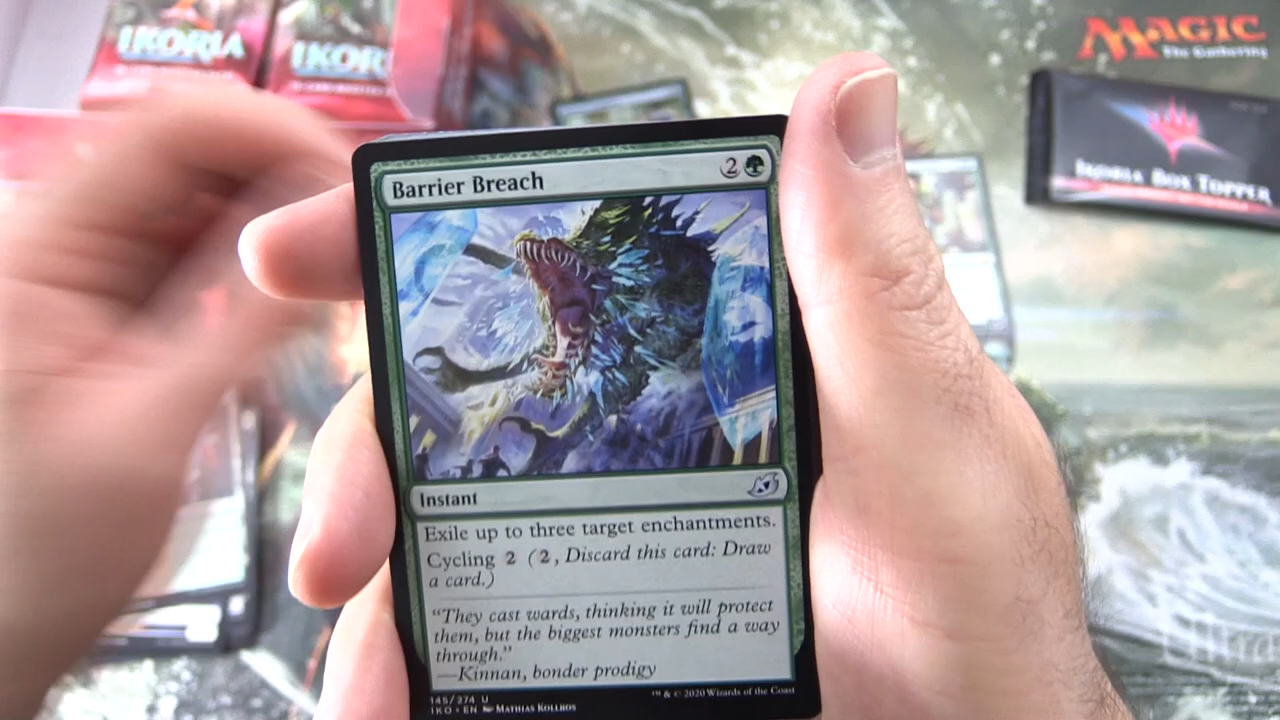 IKORIA
IKOR
MAGIC
The Gathering
IKORIA BOX TOPPER
Barrier Breach
2
Instant
Exile up to three target enchantments.
Cycling 2 (2, Discard this card: Draw
a card.)
“They cast wards, thinking it will protect
them, but the biggest monsters find a way
through.”
—Kinnan, bonder prodigy
145/274 U
IKO • EN Mathias Kollros
™ & © 2020 Wizards of the Coast
Ultra